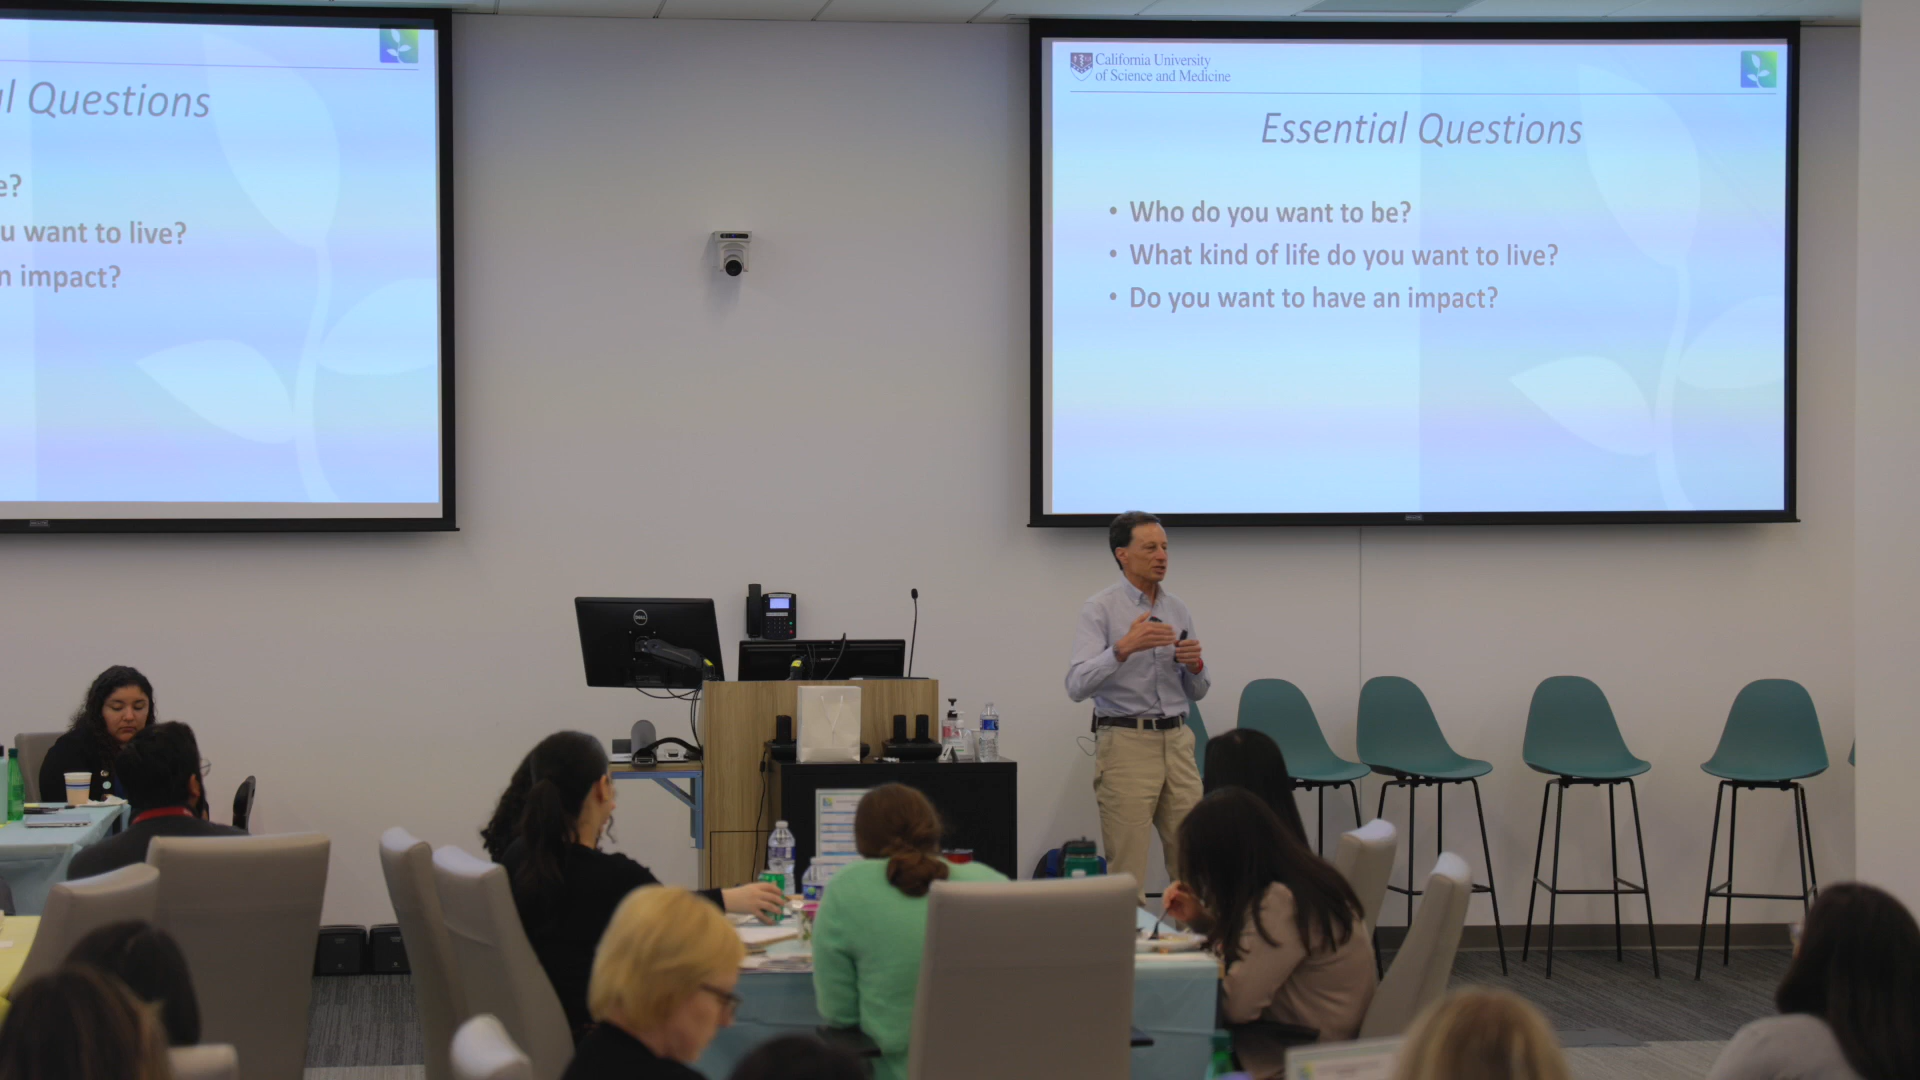 l Questions
e?
u want to live?
n impact?
California University
of Science and Medicine
Essential Questions
• Who do you want to be?
• What kind of life do you want to live?
• Do you want to have an impact?
DELL